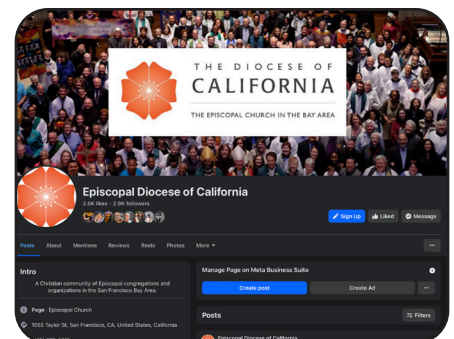 THE DIOCESE OF
CALIFORNIA
THE EPISCOPAL CHURCH IN THE BAY AREA
Episcopal Diocese of California
2.6K likes • 2.9K followers
Sign Up
Liked
Message
Posts
About
Mentions
Reviews
Reels
Photos
More
Intro
A Christian community of Episcopal congregations and
organizations in the San Francisco Bay Area.
Page · Episcopal Church
1055 Taylor St, San Francisco, CA, United States, California
Manage Page on Meta Business Suite
Create post
Create Ad
Posts
Filters
Episcopal Diocese of California